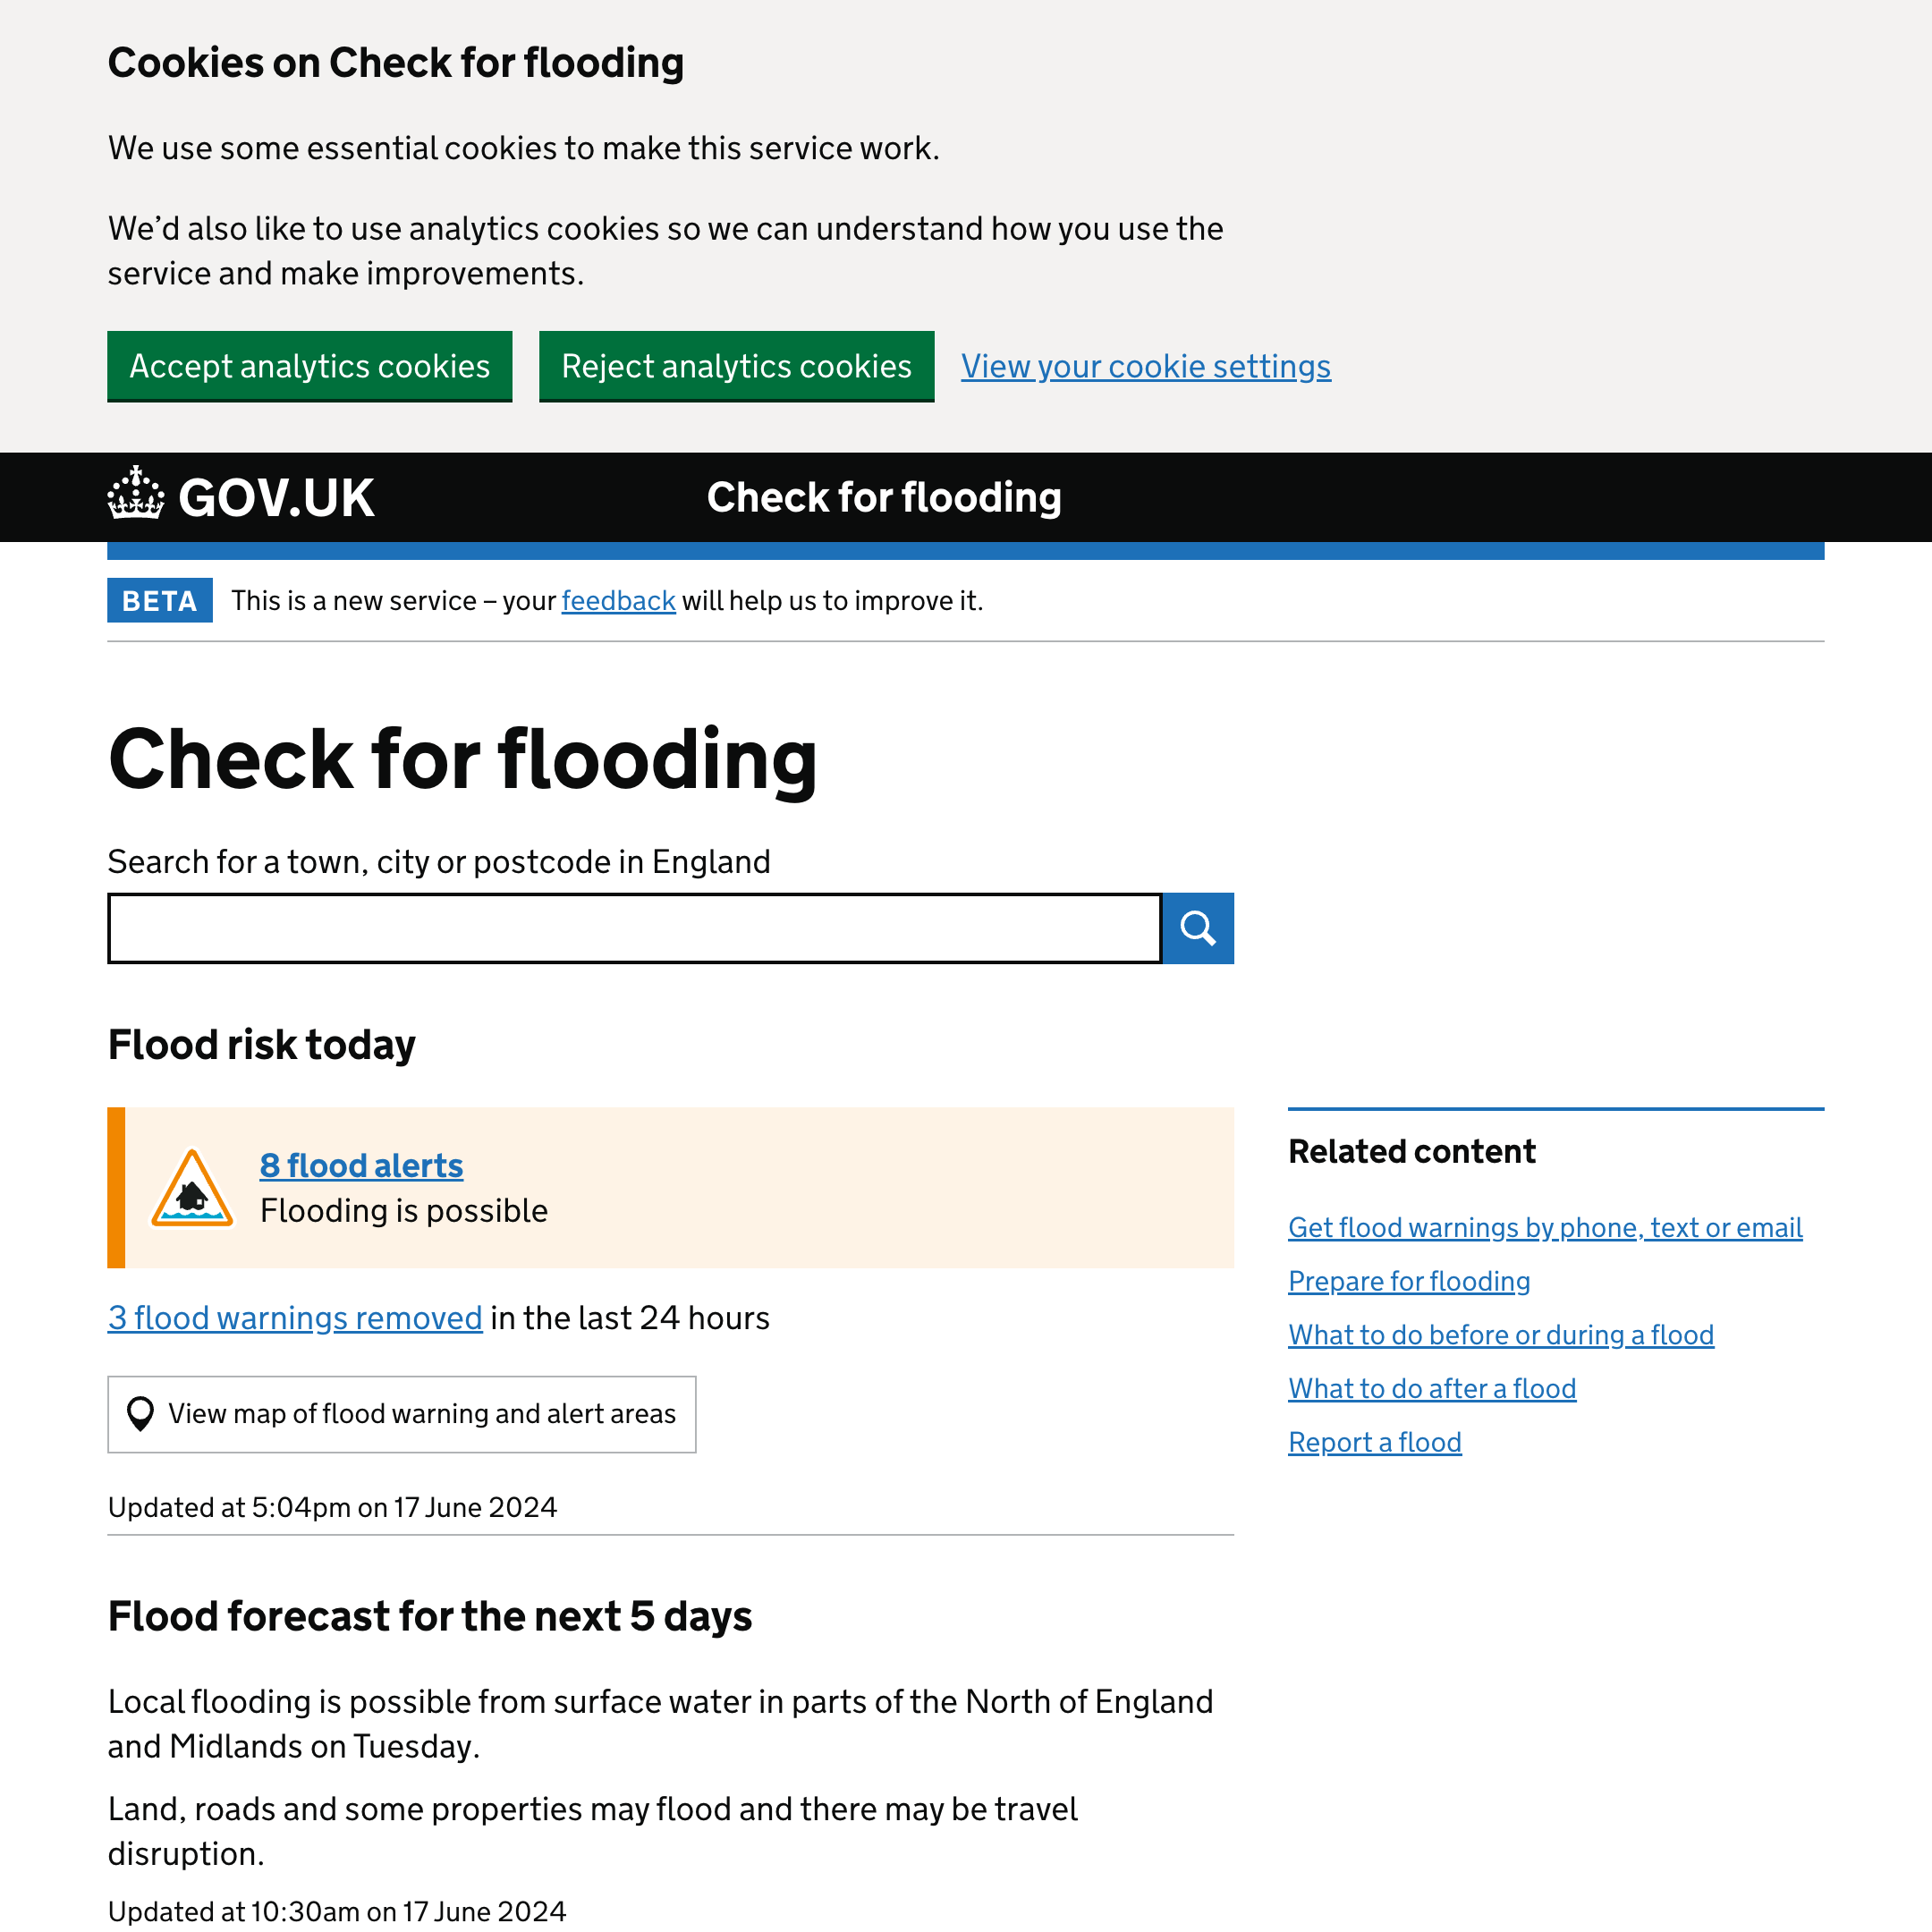 Cookies on Check for flooding
We use some essential cookies to make this service work.
We’d also like to use analytics cookies so we can understand how you use the
service and make improvements.
Accept analytics cookies
Reject analytics cookies
View your cookie settings
GOV.UK
Check for flooding
BETA
This is a new service – your feedback will help us to improve it.
Check for flooding
Search for a town, city or postcode in England
Flood risk today
8 flood alerts
Flooding is possible
3 flood warnings removed in the last 24 hours
View map of flood warning and alert areas
Updated at 5:04pm on 17 June 2024
Flood forecast for the next 5 days
Local flooding is possible from surface water in parts of the North of England
and Midlands on Tuesday.
Land, roads and some properties may flood and there may be travel
disruption.
Updated at 10:30am on 17 June 2024
Related content
Get flood warnings by phone, text or email
Prepare for flooding
What to do before or during a flood
What to do after a flood
Report a flood